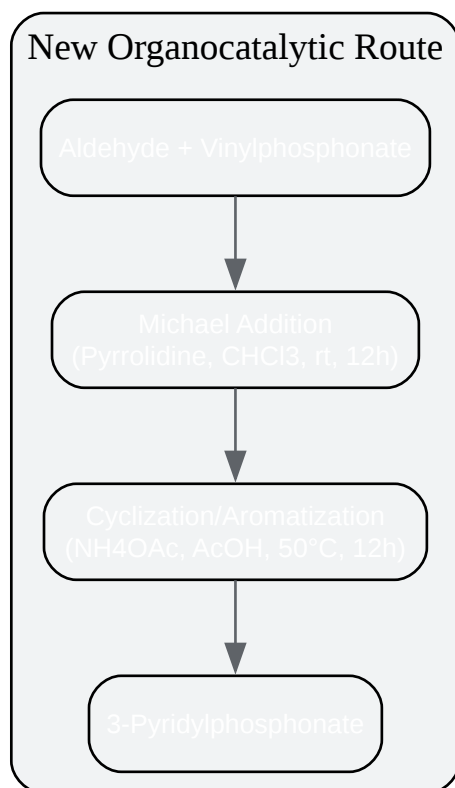 New Organocatalytic Route
Aldehyde + Vinylphosphonate
Michael Addition
(Pyrrolidine, CHCl3, rt, 12h)
Cyclization/Aromatization
(NH4OAc, AcOH, 50°C, 12h)
3-Pyridylphosphonate